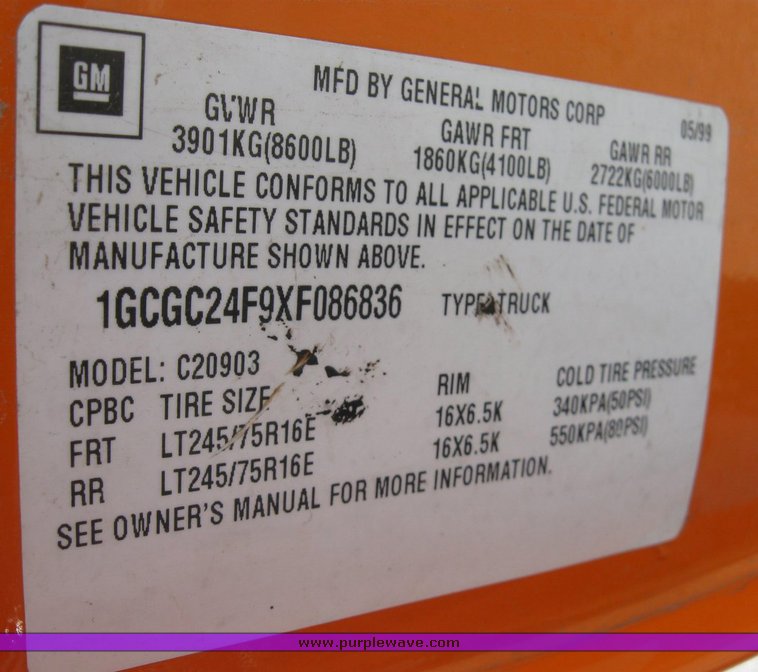 GM
MFD BY GENERAL MOTORS CORP
05/99
GVWR GAWR FRT GAWR RR
3901KG(8600LB) 1860KG(4100LB) 2722KG(6000LB)
THIS VEHICLE CONFORMS TO ALL APPLICABLE U.S. FEDERAL MOTOR
VEHICLE SAFETY STANDARDS IN EFFECT ON THE DATE OF
MANUFACTURE SHOWN ABOVE.
1GCGC24F9XF086836 TYPE: TRUCK
MODEL: C20903
CPBC TIRE SIZE RIM COLD TIRE PRESSURE
FRT LT245/75R16E 16X6.5K 340KPA(50PSI)
RR LT245/75R16E 16X6.5K 550KPA(80PSI)
SEE OWNER'S MANUAL FOR MORE INFORMATION.
www.purplewave.com